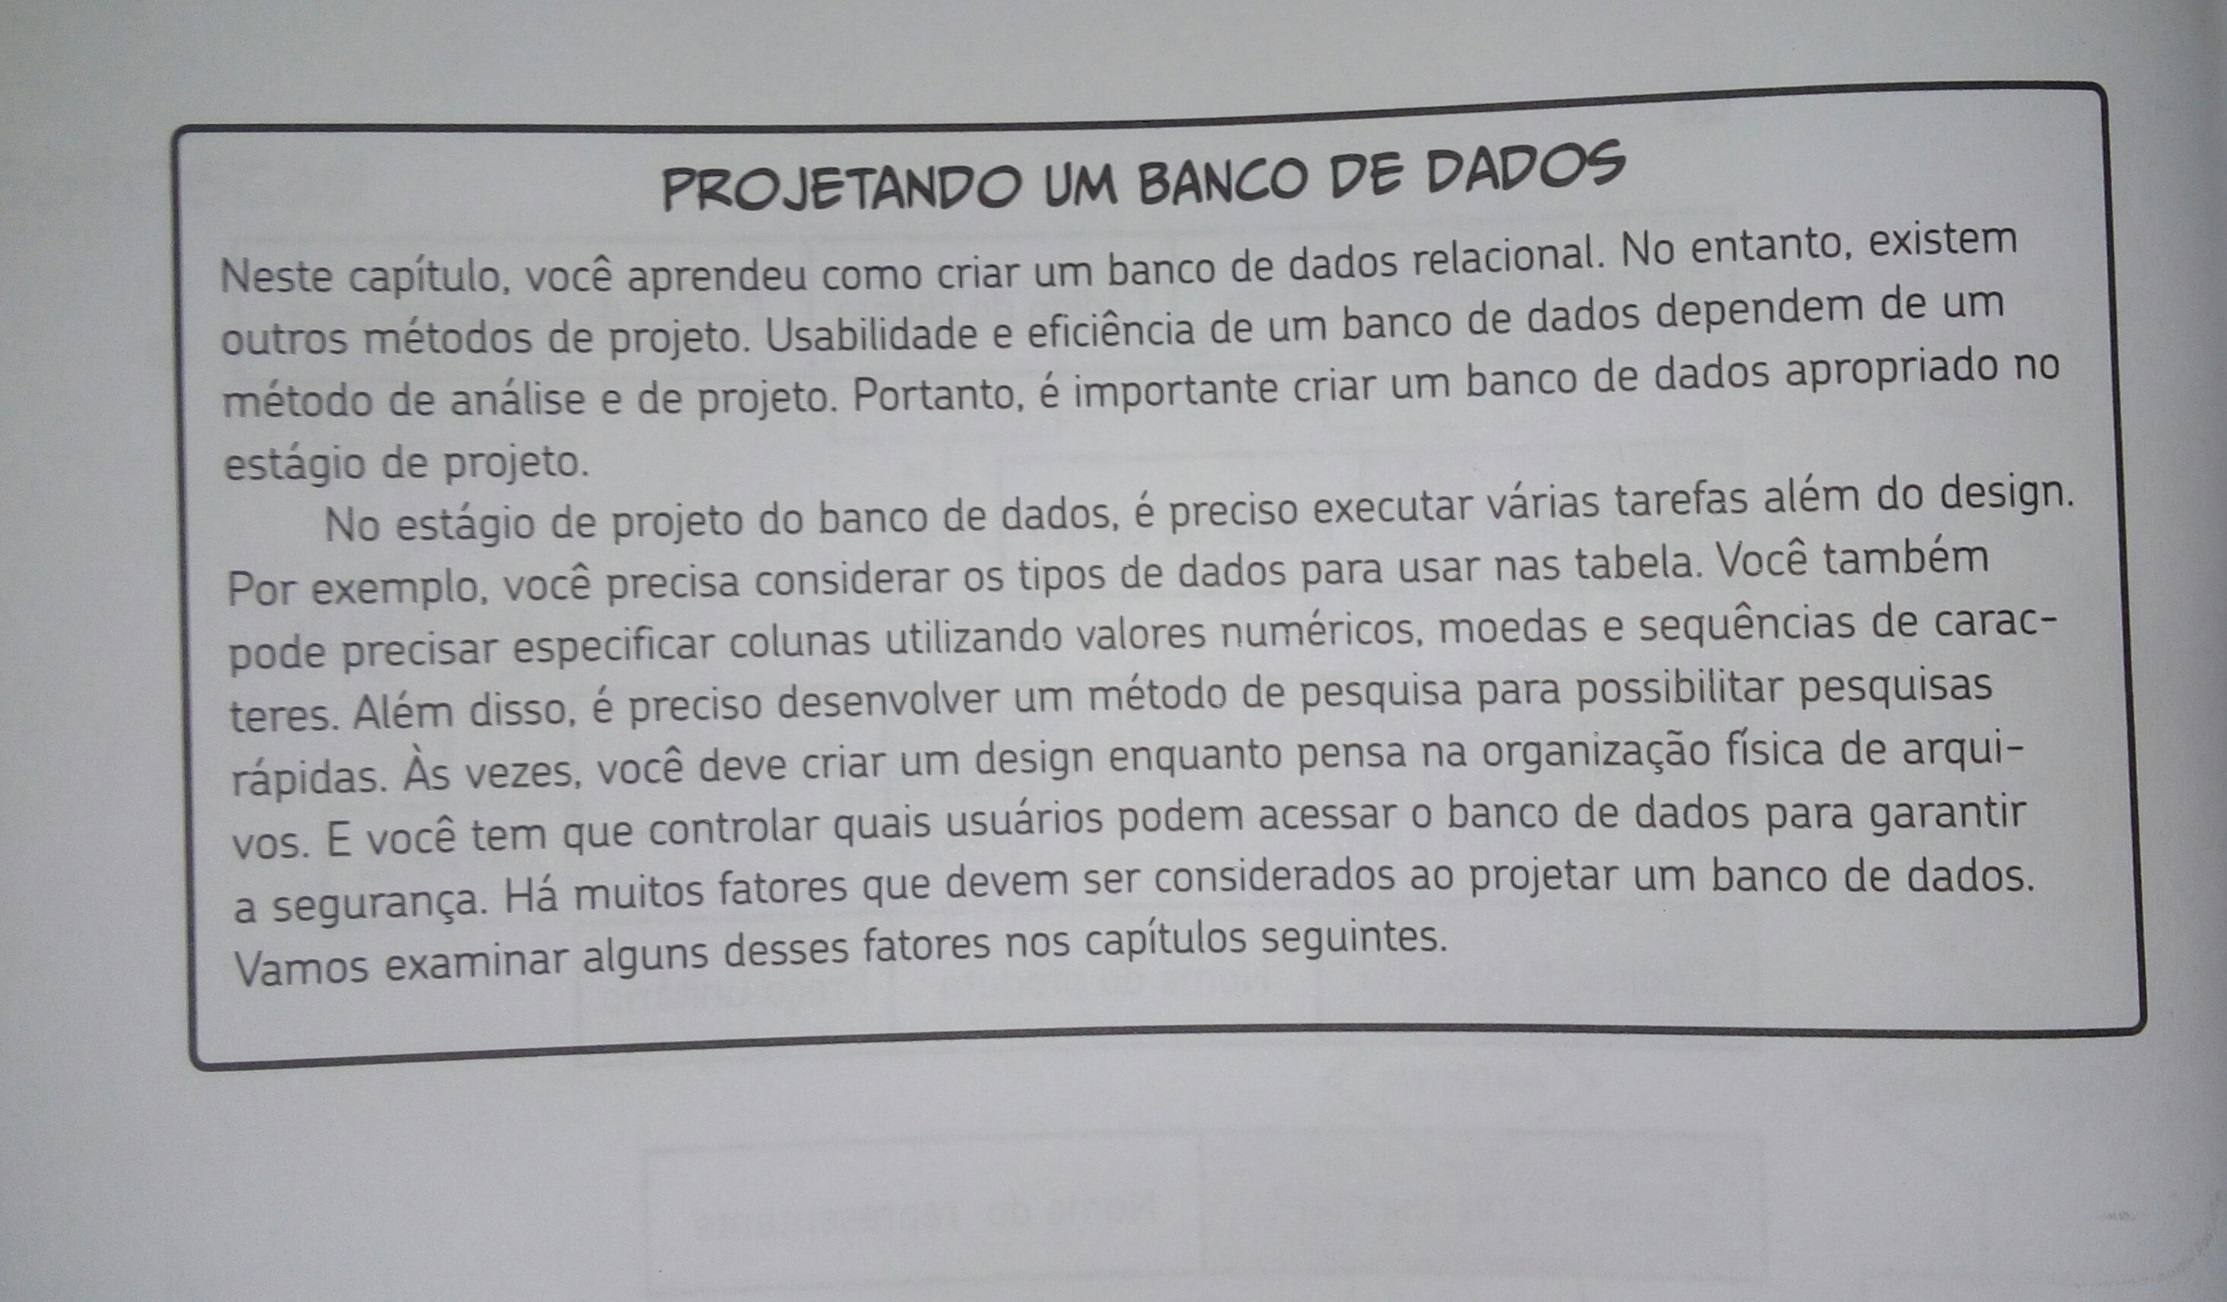 PROJETANDO UM BANCO DE DADOS
Neste capítulo, você aprendeu como criar um banco de dados relacional. No entanto, existem
outros métodos de projeto. Usabilidade e eficiência de um banco de dados dependem de um
método de análise e de projeto. Portanto, é importante criar um banco de dados apropriado no
estágio de projeto.
No estágio de projeto do banco de dados, é preciso executar várias tarefas além do design.
Por exemplo, você precisa considerar os tipos de dados para usar nas tabela. Você também
pode precisar especificar colunas utilizando valores numéricos, moedas e sequências de carac-
teres. Além disso, é preciso desenvolver um método de pesquisa para possibilitar pesquisas
rápidas. Às vezes, você deve criar um design enquanto pensa na organização física de arqui-
vos. E você tem que controlar quais usuários podem acessar o banco de dados para garantir
a segurança. Há muitos fatores que devem ser considerados ao projetar um banco de dados.
Vamos examinar alguns desses fatores nos capítulos seguintes.